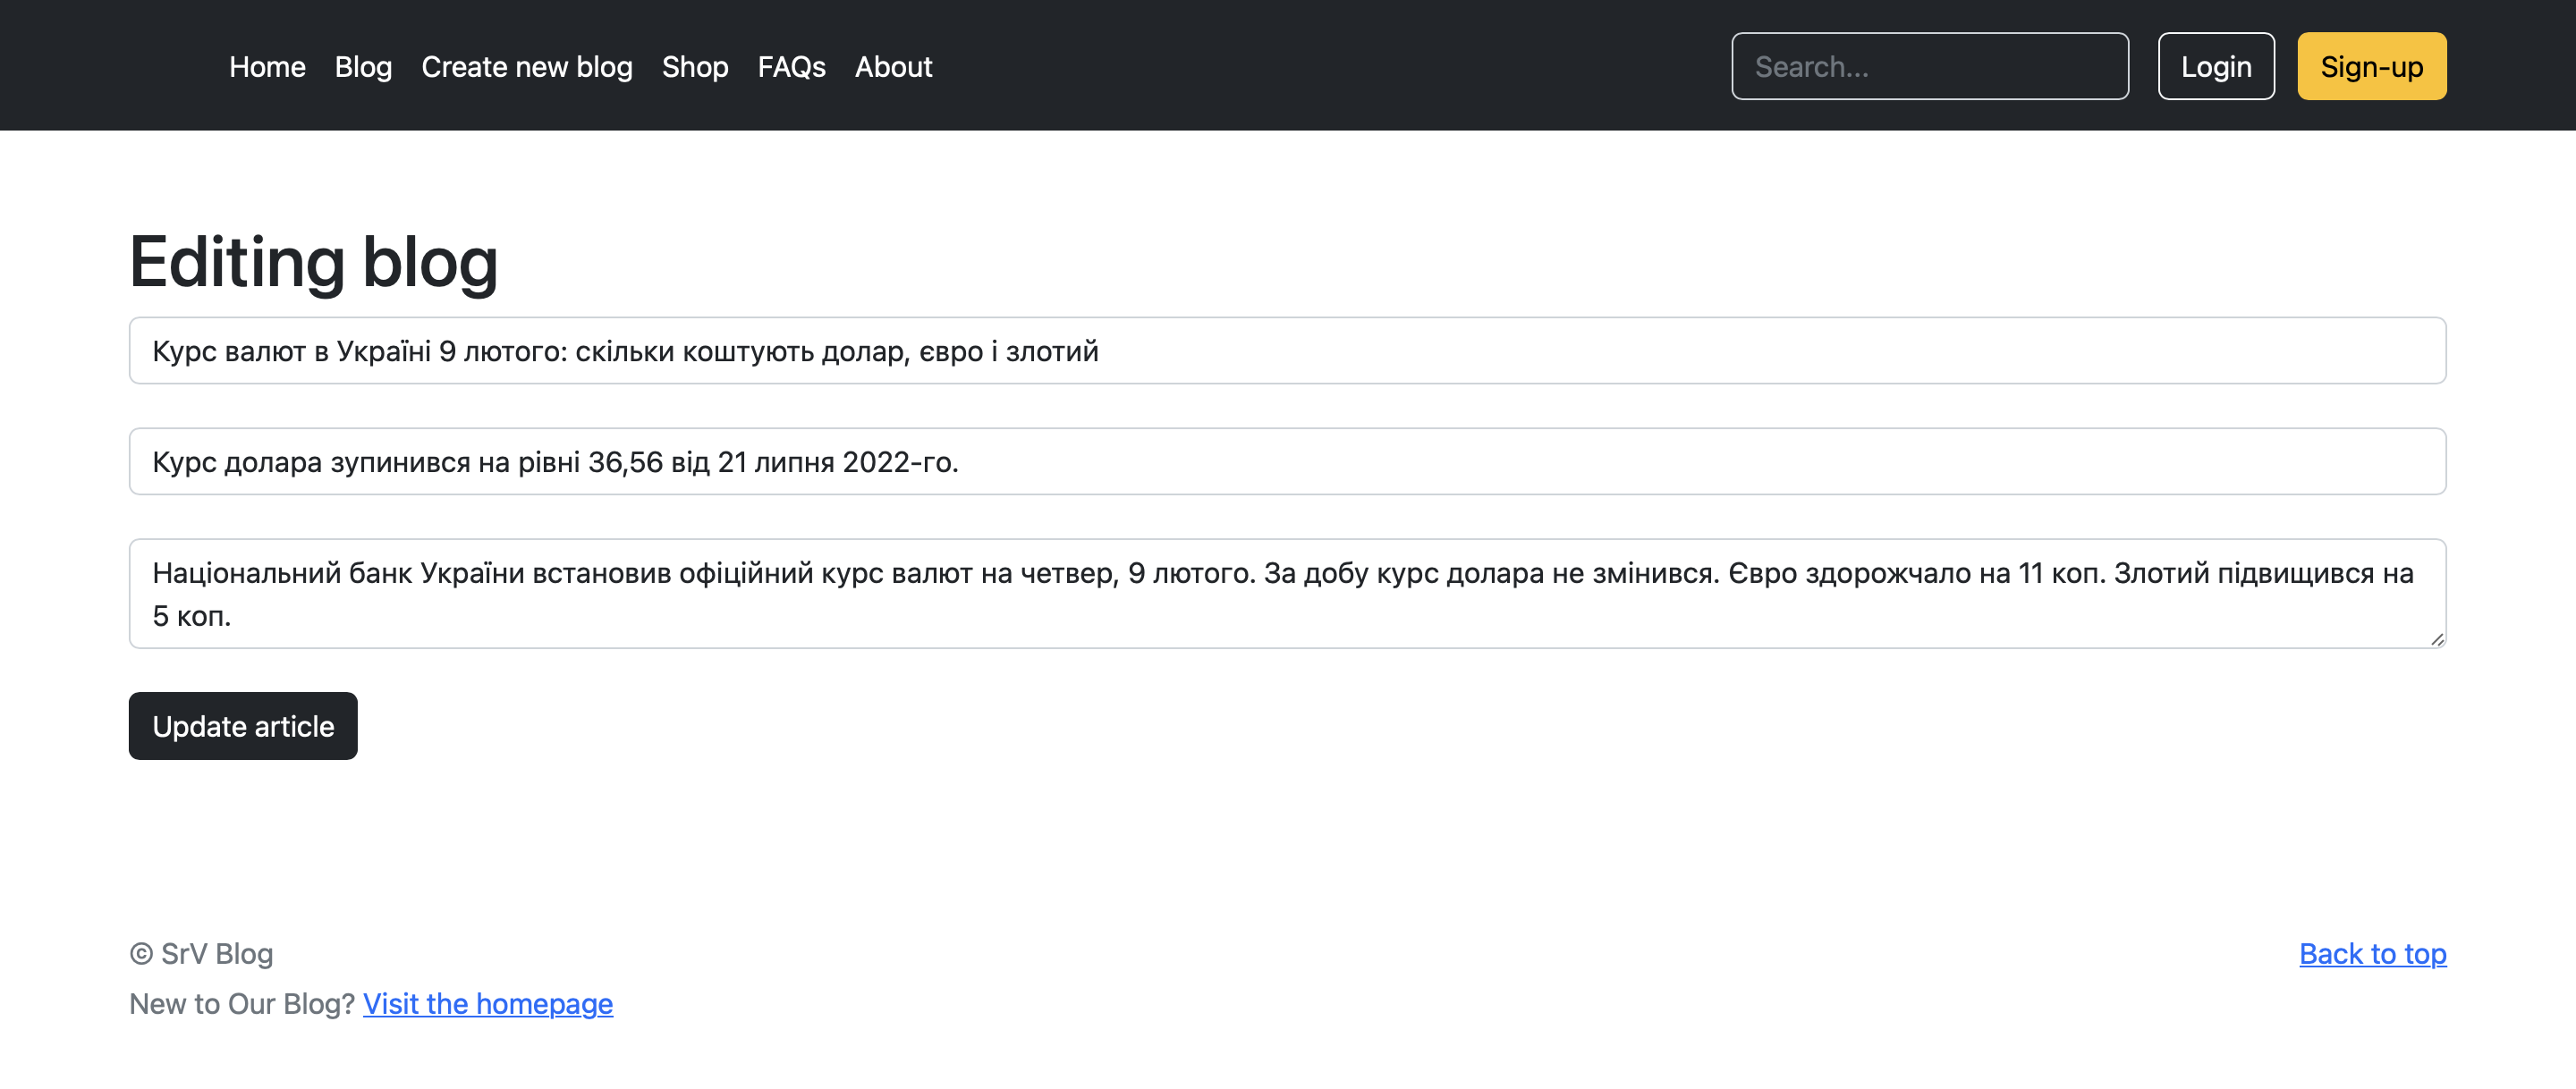 Home Blog Create new blog Shop FAQs About Search... Login Sign-up
Editing blog
Курс валют в Україні 9 лютого: скільки коштують долар, євро і злотий
Курс долара зупинився на рівні 36,56 від 21 липня 2022-го.
Національний банк України встановив офіційний курс валют на четвер, 9 лютого. За добу курс долара не змінився. Євро здорожчало на 11 коп. Злотий підвищився на
5 коп.
Update article
© SrV Blog
Back to top
New to Our Blog? Visit the homepage